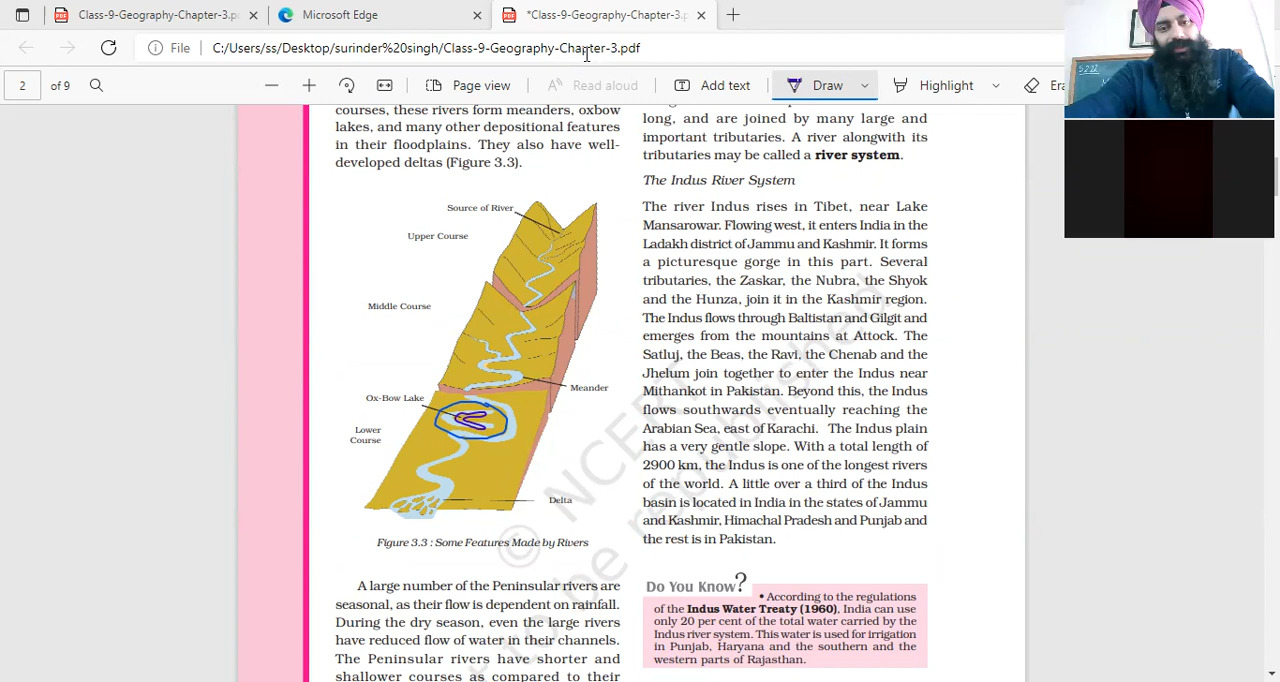 Class-9-Geography-Chapter-3.p
Microsoft Edge
*Class-9-Geography-Chapter-3.p
File
C:/Users/ss/Desktop/surinder%20singh/Class-9-Geography-Chapter-3.pdf
2 of 9
Page view
Read aloud
Add text
Draw
Highlight
Era
courses, these rivers form meanders, oxbow
lakes, and many other depositional features
in their floodplains. They also have well-
developed deltas (Figure 3.3).
Source of River
Upper Course
Middle Course
Meander
Ox-Bow Lake
Lower
Course
Delta
Figure 3.3 : Some Features Made by Rivers
A large number of the Peninsular rivers are
seasonal, as their flow is dependent on rainfall.
During the dry season, even the large rivers
have reduced flow of water in their channels.
The Peninsular rivers have shorter and
shallower courses as compared to their
long, and are joined by many large and
important tributaries. A river alongwith its
tributaries may be called a river system.
The Indus River System
The river Indus rises in Tibet, near Lake
Mansarowar. Flowing west, it enters India in the
Ladakh district of Jammu and Kashmir. It forms
a picturesque gorge in this part. Several
tributaries, the Zaskar, the Nubra, the Shyok
and the Hunza, join it in the Kashmir region.
The Indus flows through Baltistan and Gilgit and
emerges from the mountains at Attock. The
Satluj, the Beas, the Ravi, the Chenab and the
Jhelum join together to enter the Indus near
Mithankot in Pakistan. Beyond this, the Indus
flows southwards eventually reaching the
Arabian Sea, east of Karachi. The Indus plain
has a very gentle slope. With a total length of
2900 km, the Indus is one of the longest rivers
of the world. A little over a third of the Indus
basin is located in India in the states of Jammu
and Kashmir, Himachal Pradesh and Punjab and
the rest is in Pakistan.
Do You Know?
• According to the regulations
of the Indus Water Treaty (1960), India can use
only 20 per cent of the total water carried by the
Indus river system. This water is used for irrigation
in Punjab, Haryana and the southern and the
western parts of Rajasthan.
© NCERT
be republished